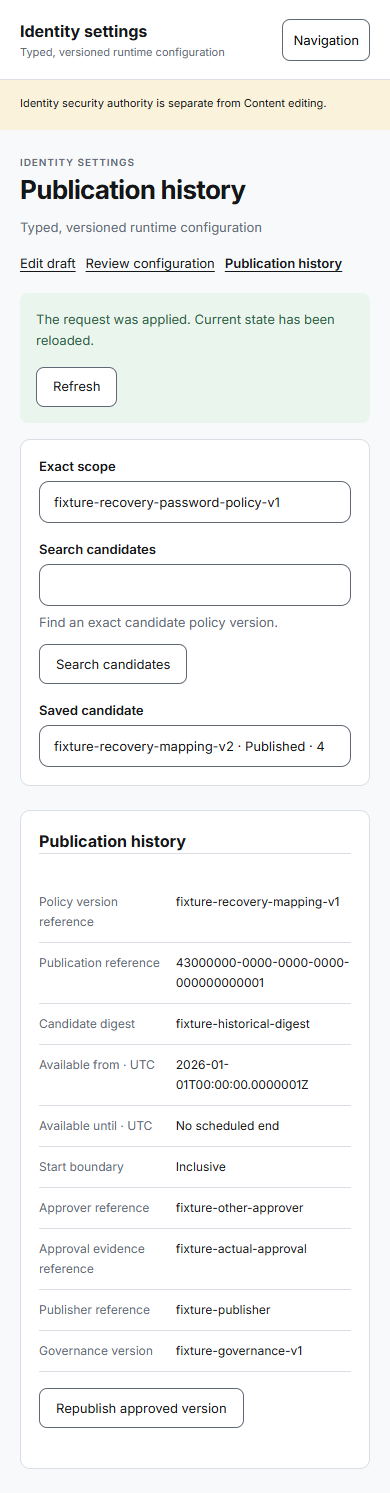 Identity settings
Typed, versioned runtime configuration
Navigation
Identity security authority is separate from Content editing.
IDENTITY SETTINGS
Publication history
Typed, versioned runtime configuration
Edit draft Review configuration Publication history
The request was applied. Current state has been
reloaded.
Refresh
Exact scope
fixture-recovery-password-policy-v1
Search candidates
Find an exact candidate policy version.
Search candidates
Saved candidate
fixture-recovery-mapping-v2 · Published · 4
Publication history
Policy version
reference
fixture-recovery-mapping-v1
Publication reference
43000000-0000-0000-0000-
000000000001
Candidate digest
fixture-historical-digest
Available from · UTC
2026-01-
01T00:00:00.0000001Z
Available until · UTC
No scheduled end
Start boundary
Inclusive
Approver reference
fixture-other-approver
Approval evidence
reference
fixture-actual-approval
Publisher reference
fixture-publisher
Governance version
fixture-governance-v1
Republish approved version